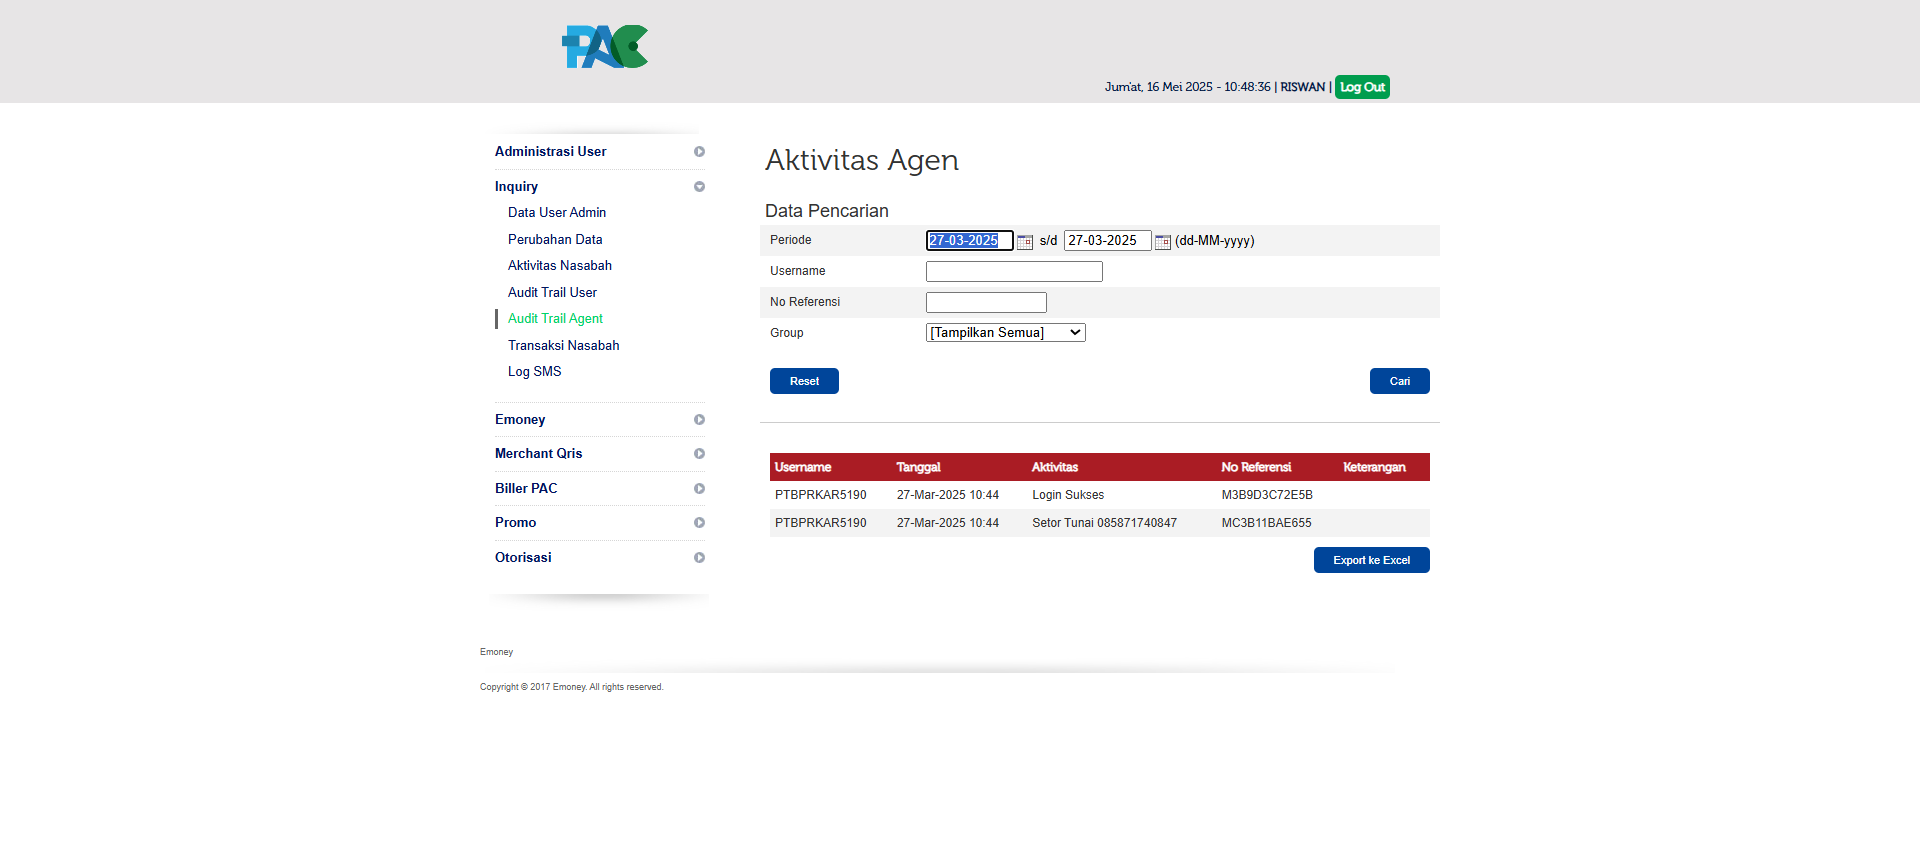 PAC
Jum'at, 16 Mei 2025 - 10:48:36 | RISWAN | Log Out
Administrasi User
Inquiry
Data User Admin
Perubahan Data
Aktivitas Nasabah
Audit Trail User
Audit Trail Agent
Transaksi Nasabah
Log SMS
Emoney
Merchant Qris
Biller PAC
Promo
Otorisasi
Aktivitas Agen
Data Pencarian
Periode 27-03-2025 s/d 27-03-2025 (dd-MM-yyyy)
Username
No Referensi
Group [Tampilkan Semua]
Reset Cari
Username Tanggal Aktivitas No Referensi Keterangan
PTBPRKAR5190 27-Mar-2025 10:44 Login Sukses M3B9D3C72E5B
PTBPRKAR5190 27-Mar-2025 10:44 Setor Tunai 085871740847 MC3B11BAE655
Export ke Excel
Emoney
Copyright © 2017 Emoney. All rights reserved.